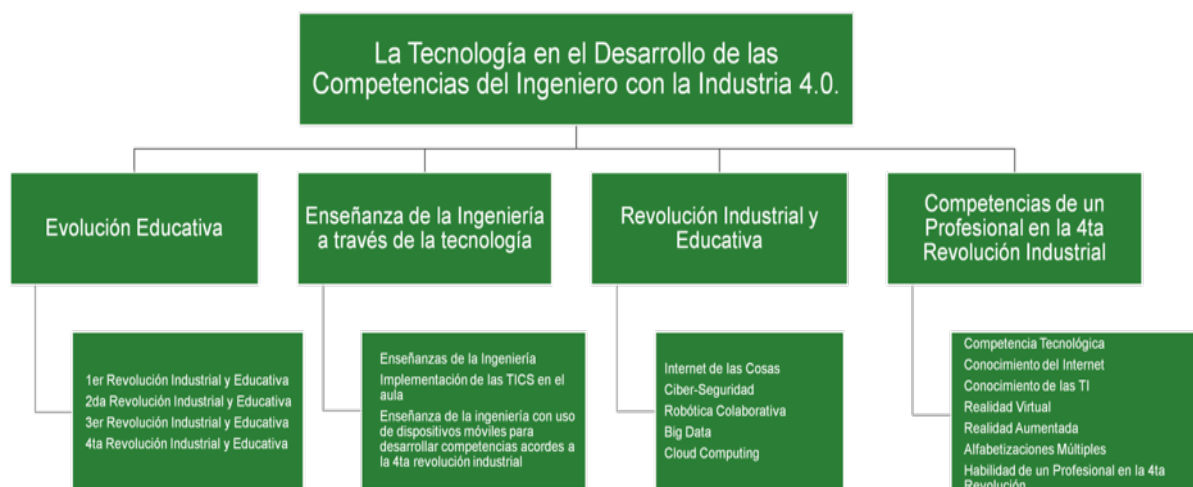 La Tecnología en el Desarrollo de las
Competencias del Ingeniero con la Industria 4.0.
Evolución Educativa
Enseñanza de la Ingeniería
a través de la tecnología
Revolución Industrial y
Educativa
Competencias de un
Profesional en la 4ta
Revolución Industrial
1er Revolución Industrial y Educativa
2da Revolución Industrial y Educativa
3er Revolución Industrial y Educativa
4ta Revolución Industrial y Educativa
Enseñanzas de la Ingeniería
Implementación de las TICS en el
aula
Enseñanza de la ingeniería con uso
de dispositivos móviles para
desarrollar competencias acordes a
la 4ta revolución industrial
Internet de las Cosas
Ciber-Seguridad
Robótica Colaborativa
Big Data
Cloud Computing
Competencia Tecnológica
Conocimiento del Internet
Conocimiento de las TI
Realidad Virtual
Realidad Aumentada
Alfabetizaciones Múltiples
Habilidad de un Profesional en la 4ta
Revolución